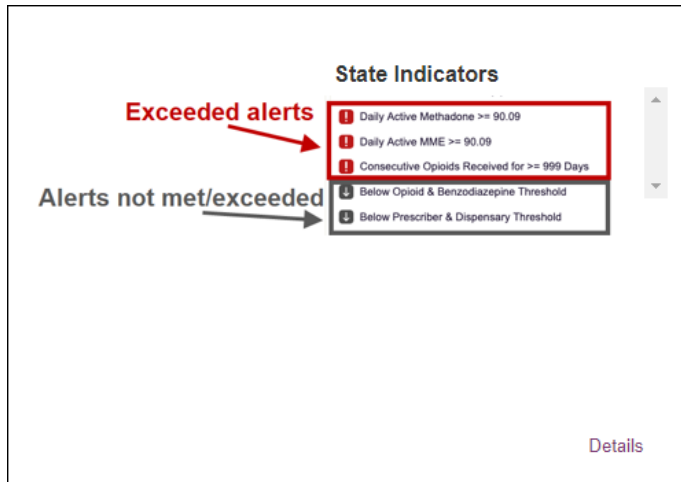 State Indicators
Exceeded alerts
Daily Active Methadone >= 90.09
Daily Active MME >= 90.09
Consecutive Opioids Received for >= 999 Days
Alerts not met/exceeded
Below Opioid & Benzodiazepine Threshold
Below Prescriber & Dispensary Threshold
Details